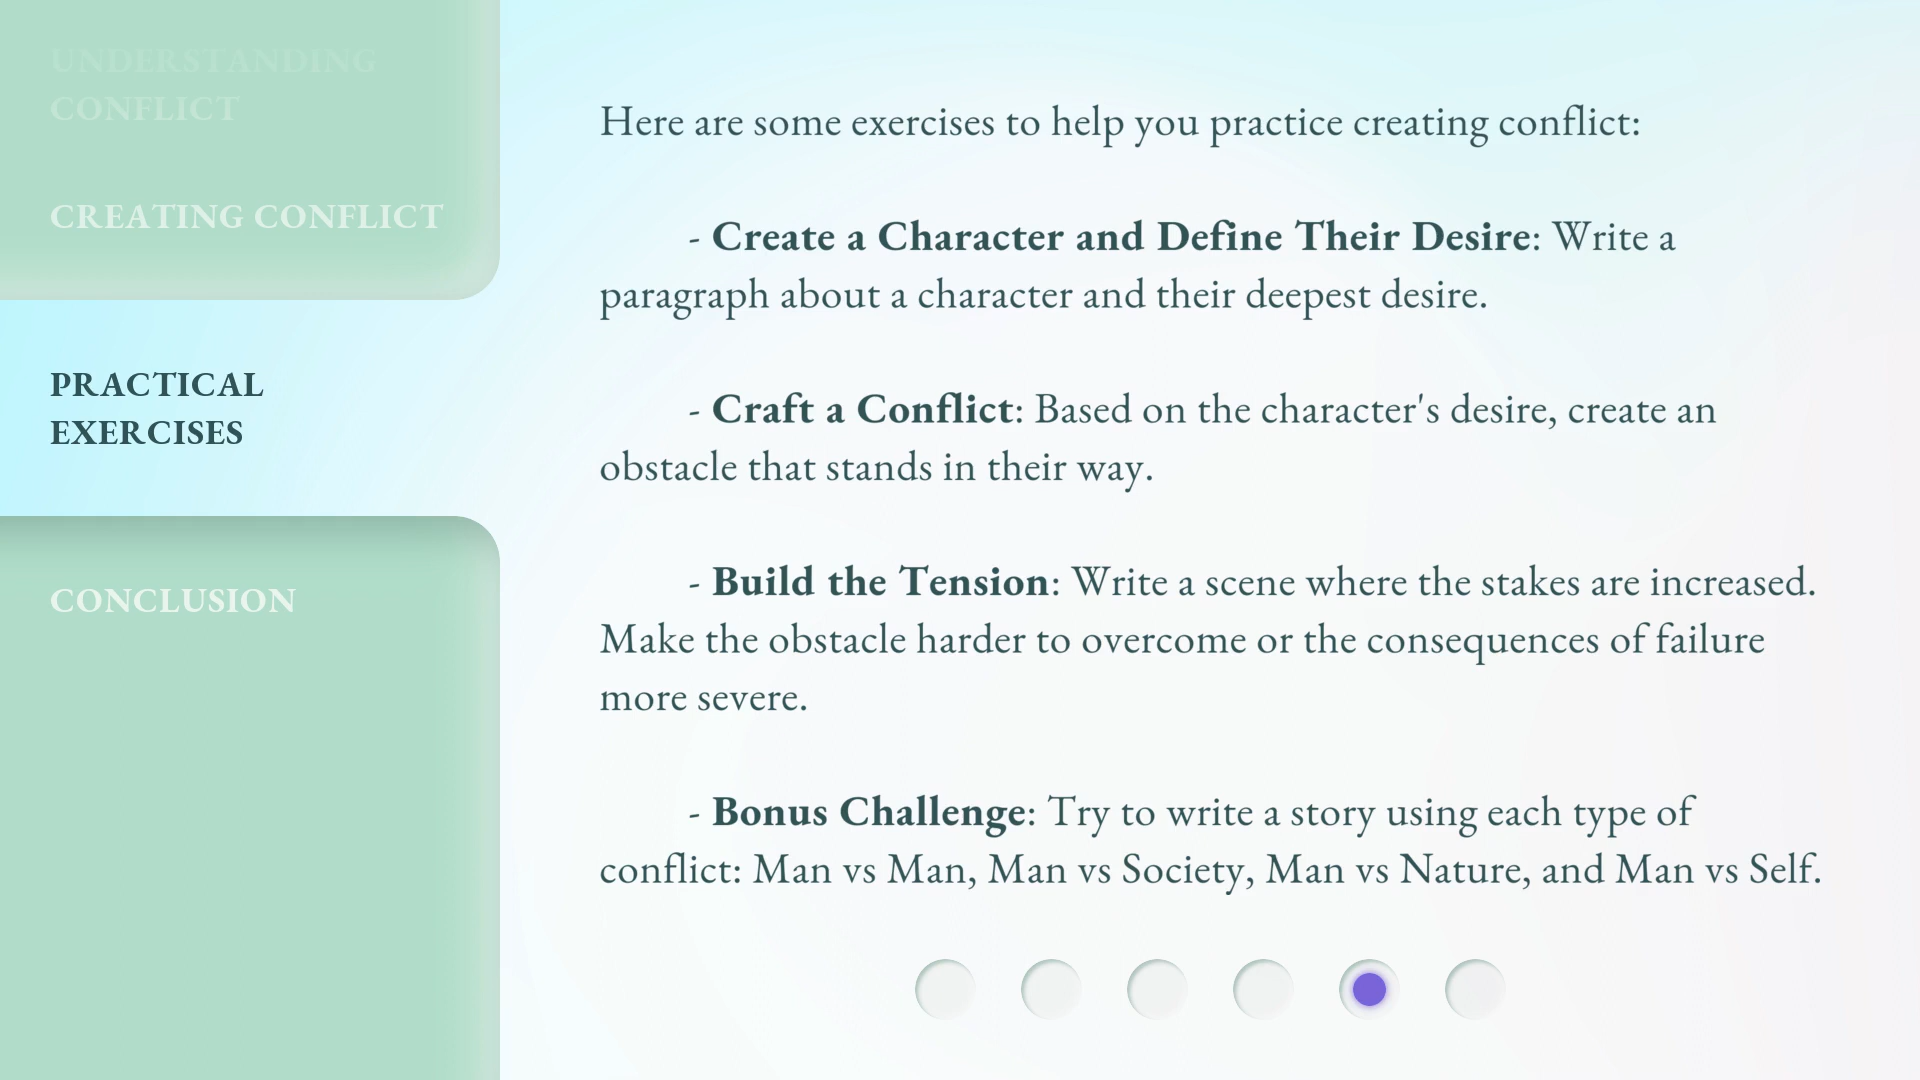 UNDERSTANDING
CONFLICT
CREATING CONFLICT
PRACTICAL
EXERCISES
CONCLUSION
Here are some exercises to help you practice creating conflict:
- Create a Character and Define Their Desire: Write a
paragraph about a character and their deepest desire.
- Craft a Conflict: Based on the character's desire, create an
obstacle that stands in their way.
- Build the Tension: Write a scene where the stakes are increased.
Make the obstacle harder to overcome or the consequences of failure
more severe.
- Bonus Challenge: Try to write a story using each type of
conflict: Man vs Man, Man vs Society, Man vs Nature, and Man vs Self.